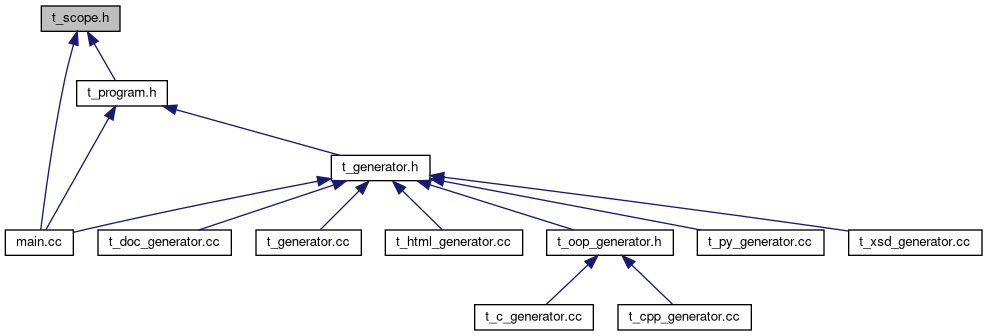 t_scope.h
t_program.h
t_generator.h
main.cc
t_doc_generator.cc
t_generator.cc
t_html_generator.cc
t_oop_generator.h
t_py_generator.cc
t_xsd_generator.cc
t_c_generator.cc
t_cpp_generator.cc